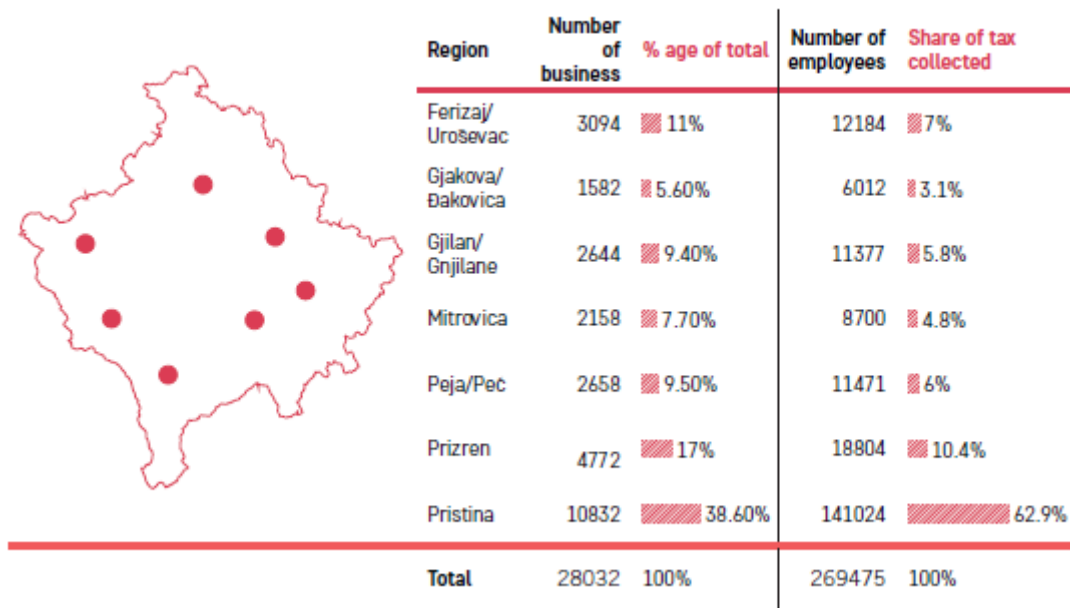 Region Number of business % age of total Number of employees Share of tax collected
Ferizaj/ Uroševac 3094 11% 12184 7%
Gjakova/ Đakovica 1582 5.60% 6012 3.1%
Gjilan/ Gnjilane 2644 9.40% 11377 5.8%
Mitrovica 2158 7.70% 8700 4.8%
Peja/Peć 2658 9.50% 11471 6%
Prizren 4772 17% 18804 10.4%
Pristina 10832 38.60% 141024 62.9%
Total 28032 100% 269475 100%